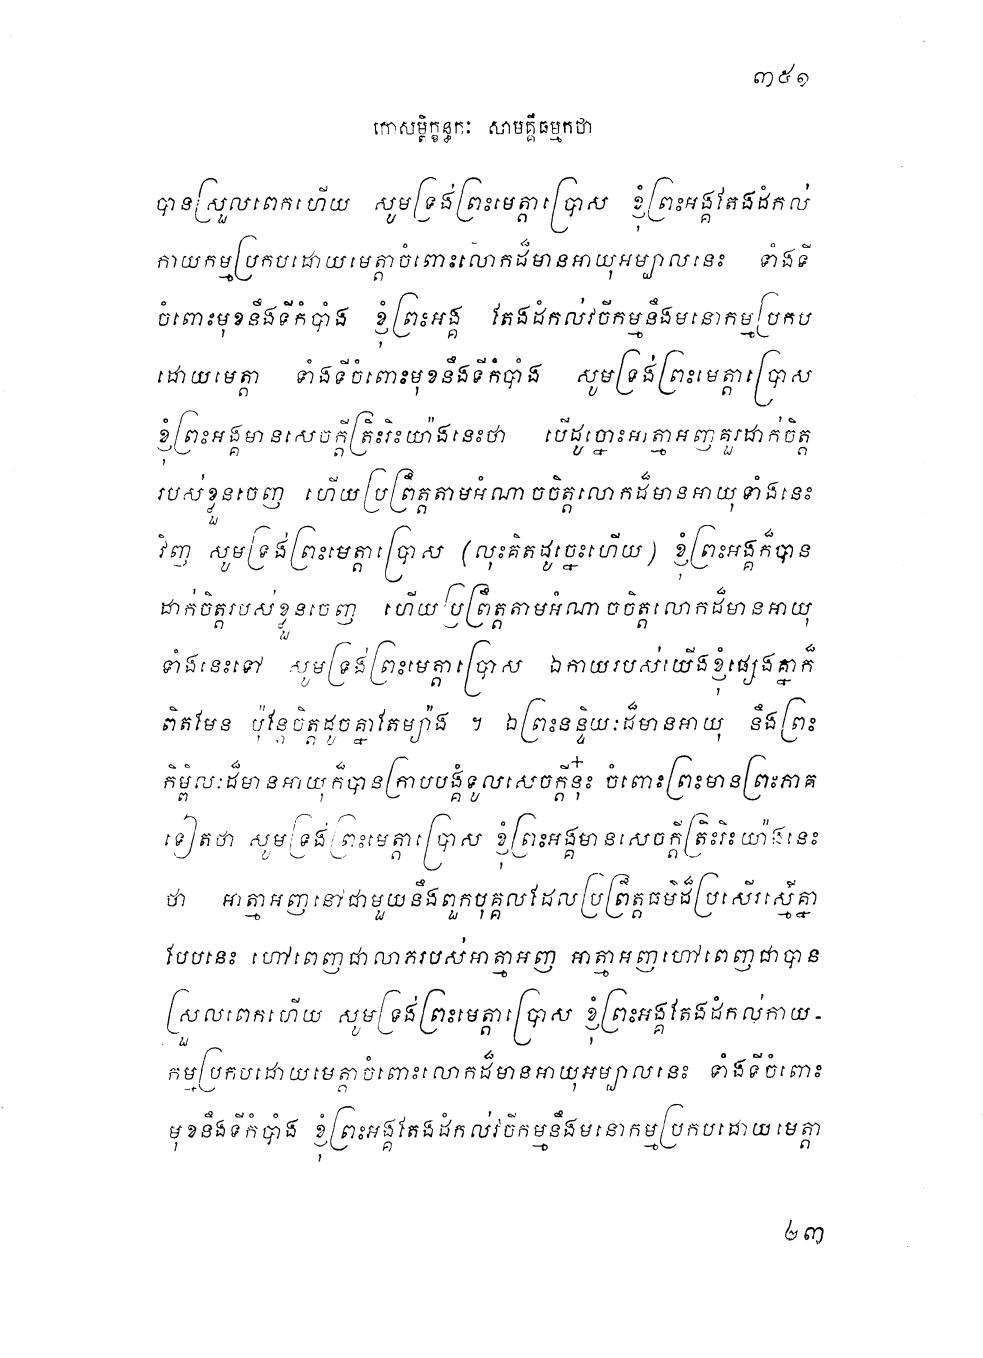 ៣៥១
កោសម្ពិក្ខន្ធកៈ សាមគ្គីធម្មកថា
បានស្រួលពេកហើយ សូមទ្រង់ព្រះមេត្តាប្រោស ខ្ញុំព្រះអង្គតែងដំកល់
កាយកម្មប្រកបដោយមេត្តាចំពោះលោកដ៏មានអាយុអម្បាលនេះ ទាំងទី
ចំពោះមុខនឹងទីកំបាំង ខ្ញុំព្រះអង្គ តែងដំកល់វចីកម្មនឹងមនោកម្មប្រកប
ដោយមេត្តា ទាំងទីចំពោះមុខនឹងទីកំបាំង សូមទ្រង់ព្រះមេត្តាប្រោស
ខ្ញុំព្រះអង្គមានសេចក្តីត្រិះរិះយ៉ាងនេះថា បើដូច្នោះអាត្មាអញគួរដាក់ចិត្ត
របស់ខ្លួនចេញ ហើយប្រព្រឹត្តតាមអំណាចចិត្តលោកដ៏មានអាយុទាំងនេះ
វិញ សូមទ្រង់ព្រះមេត្តាប្រោស (លុះគិតដូច្នេះហើយ) ខ្ញុំព្រះអង្គក៏បាន
ដាក់ចិត្តរបស់ខ្លួនចេញ ហើយប្រព្រឹត្តតាមអំណាចចិត្តលោកដ៏មានអាយុ
ទាំងនេះទៅ សូមទ្រង់ព្រះមេត្តាប្រោស ឯកាយរបស់យើងខ្ញុំផ្សេងគ្នាក៏
ពិតមែន ប៉ុន្តែចិត្តដូចគ្នាតែម្យ៉ាង ។ ឯព្រះនន្ទិយៈដ៏មានអាយុ នឹងព្រះ
កិម្ពិលៈដ៏មានអាយុក៏បានក្រាបបង្គំទូលសេចក្តីនុ៎ះ ចំពោះព្រះមានព្រះភាគ
ទៀតថា សូមទ្រង់ព្រះមេត្តាប្រោស ខ្ញុំព្រះអង្គមានសេចក្តីត្រិះរិះយ៉ាងនេះ
ថា អាត្មាអញនៅជាមួយនឹងពួកបុគ្គលដែលប្រព្រឹត្តធម៌ដ៏ប្រសើរស្មើគ្នា
បែបនេះ ហៅពេញជាលាភរបស់អាត្មាអញ អាត្មាអញហៅពេញជាបាន
ស្រួលពេកហើយ សូមទ្រង់ព្រះមេត្តាប្រោស ខ្ញុំព្រះអង្គតែងដំកល់កាយ-
កម្មប្រកបដោយមេត្តាចំពោះលោកដ៏មានអាយុអម្បាលនេះ ទាំងទីចំពោះ
មុខនឹងទីកំបាំង ខ្ញុំព្រះអង្គតែងដំកល់វចីកម្មនឹងមនោកម្មប្រកបដោយមេត្តា
២៣